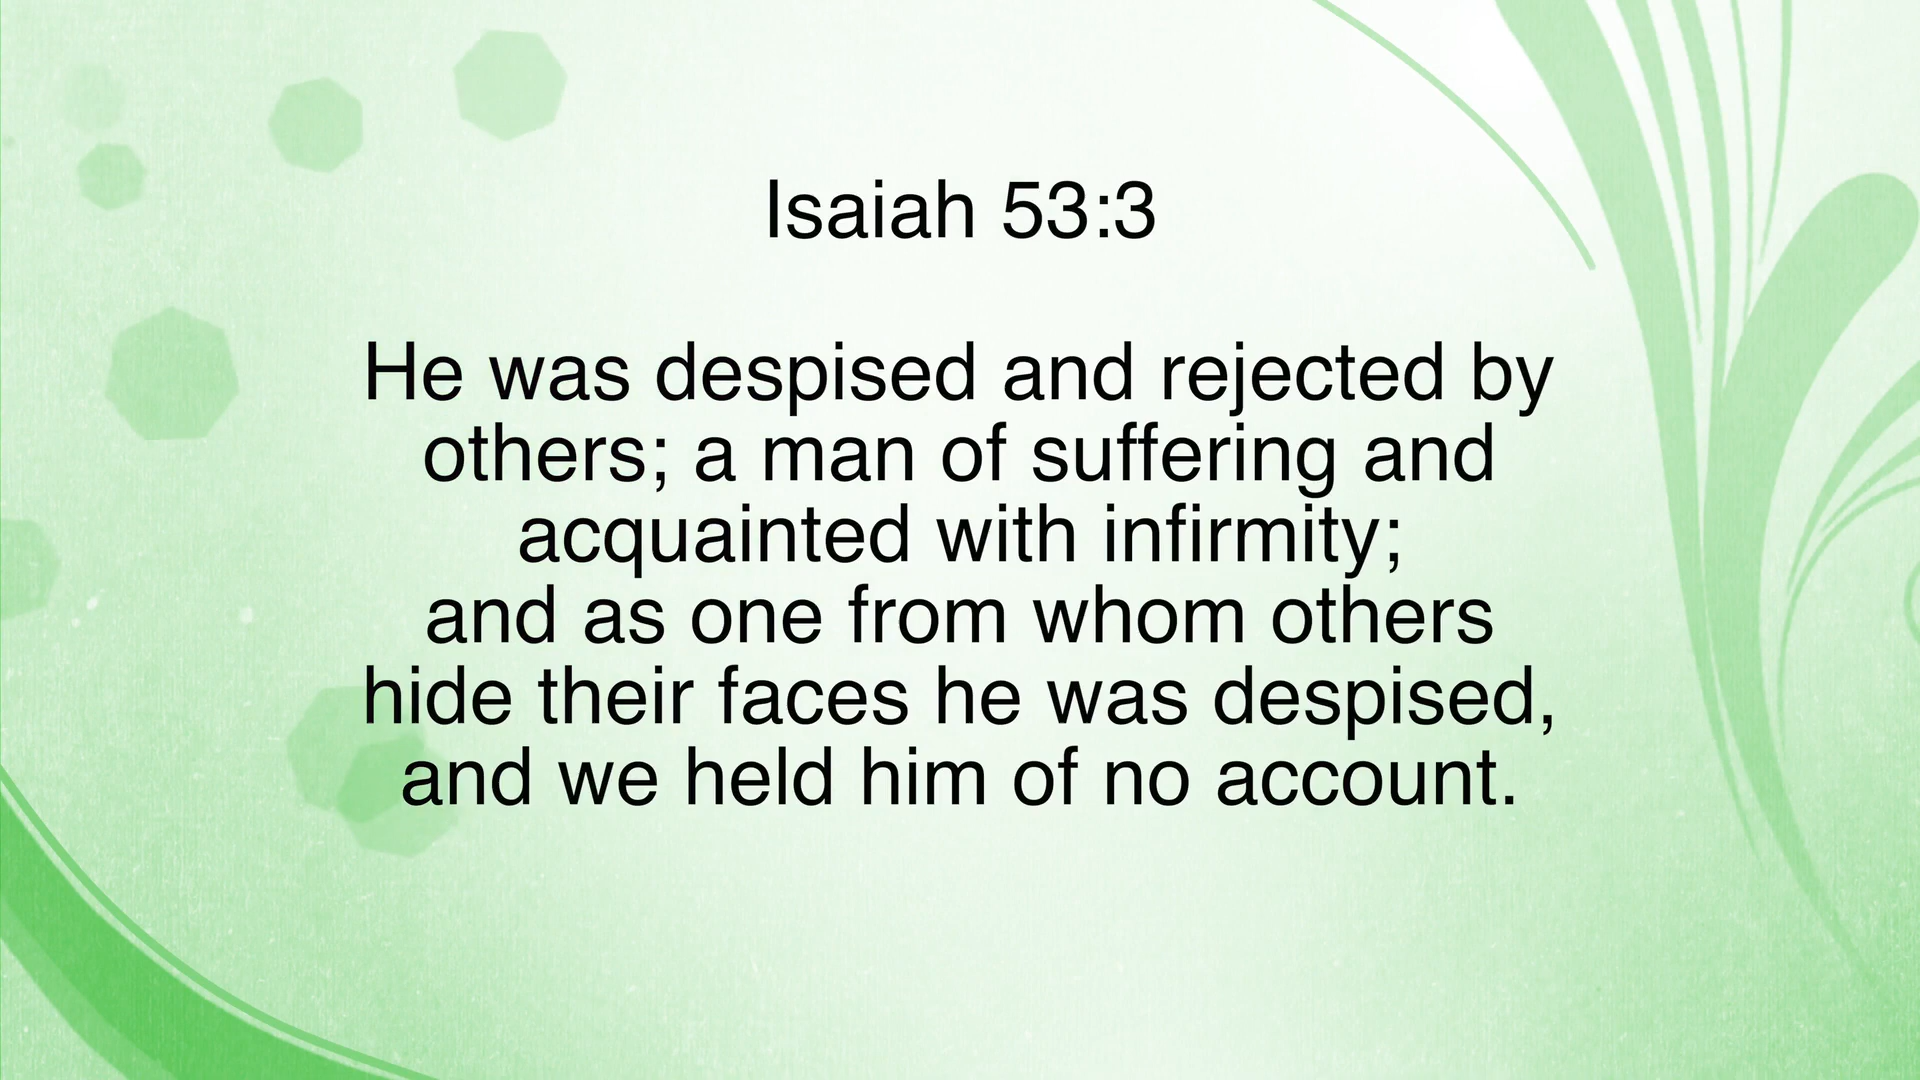 Isaiah 53:3
He was despised and rejected by
others; a man of suffering and
acquainted with infirmity;
and as one from whom others
hide their faces he was despised,
and we held him of no account.